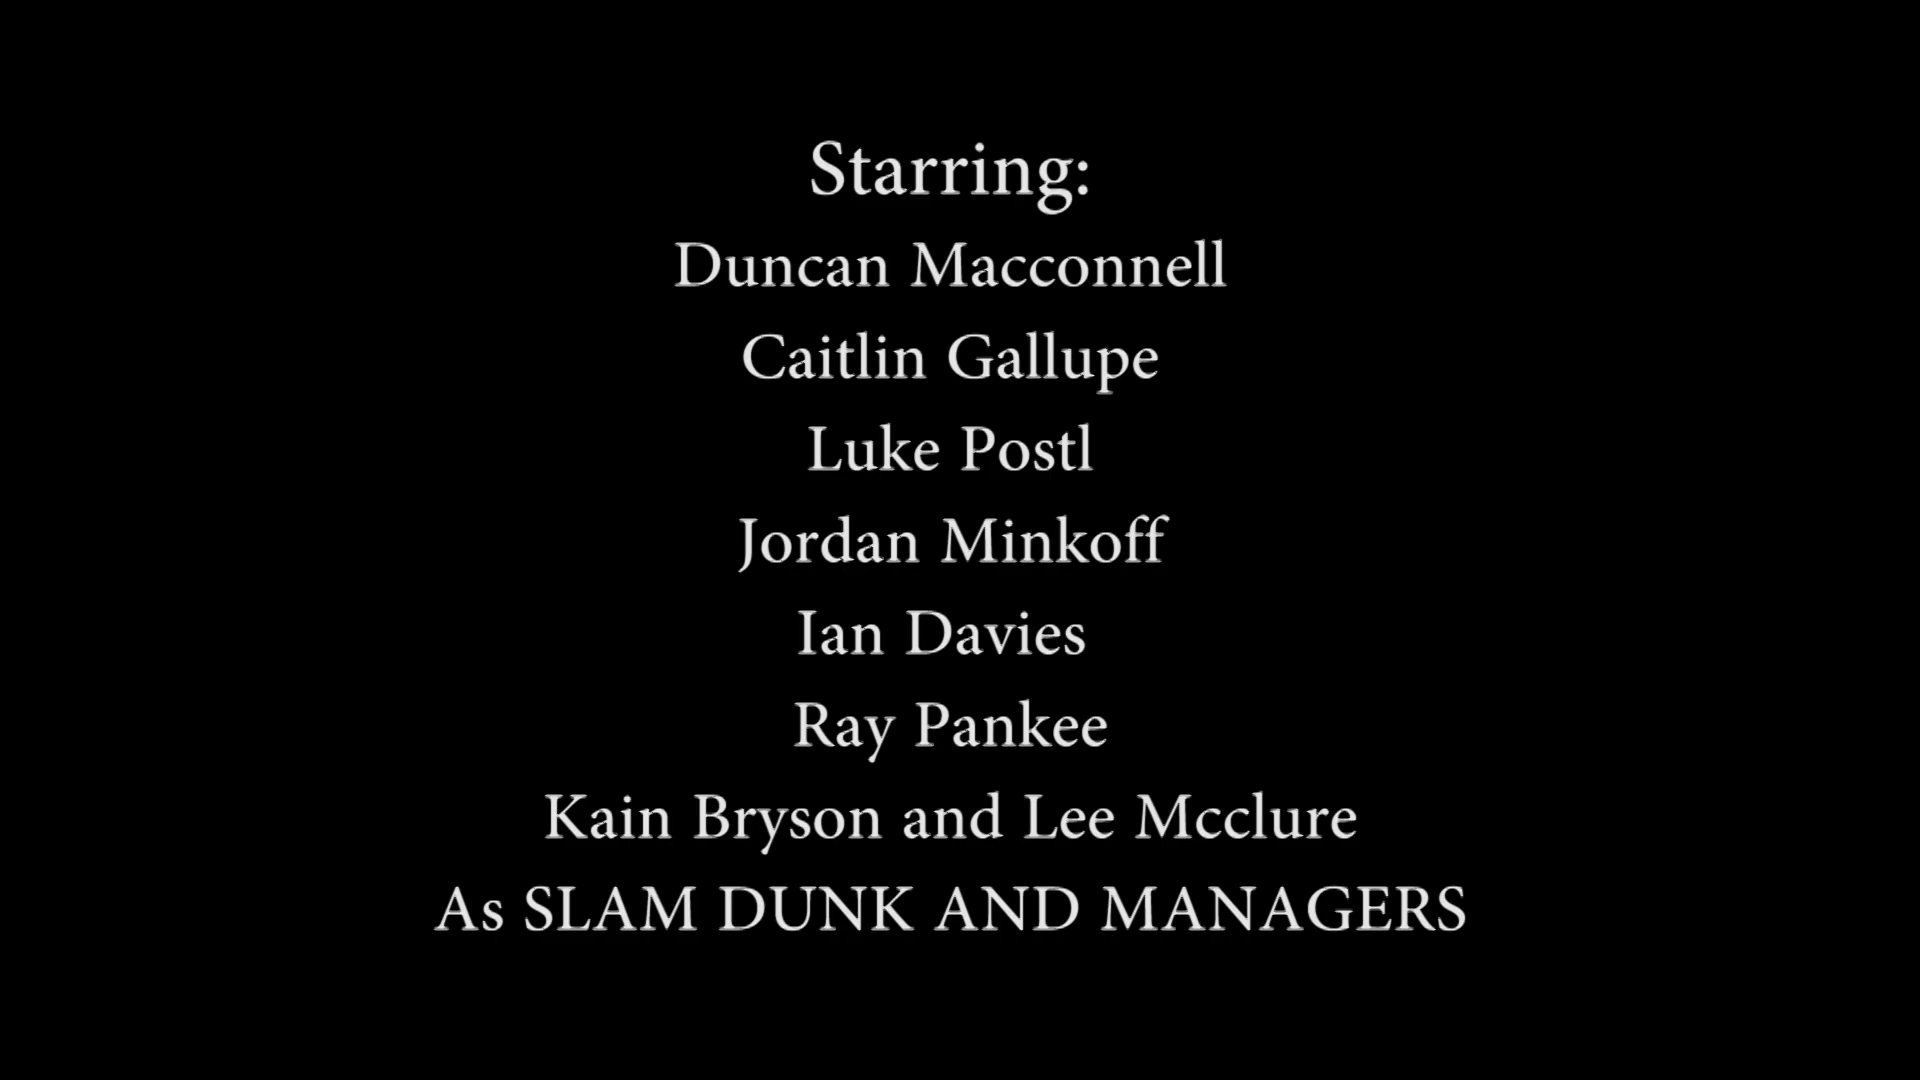 Starring:
Duncan Macconnell
Caitlin Gallupe
Luke Postl
Jordan Minkoff
Ian Davies
Ray Pankee
Kain Bryson and Lee Mcclure
As SLAM DUNK AND MANAGERS